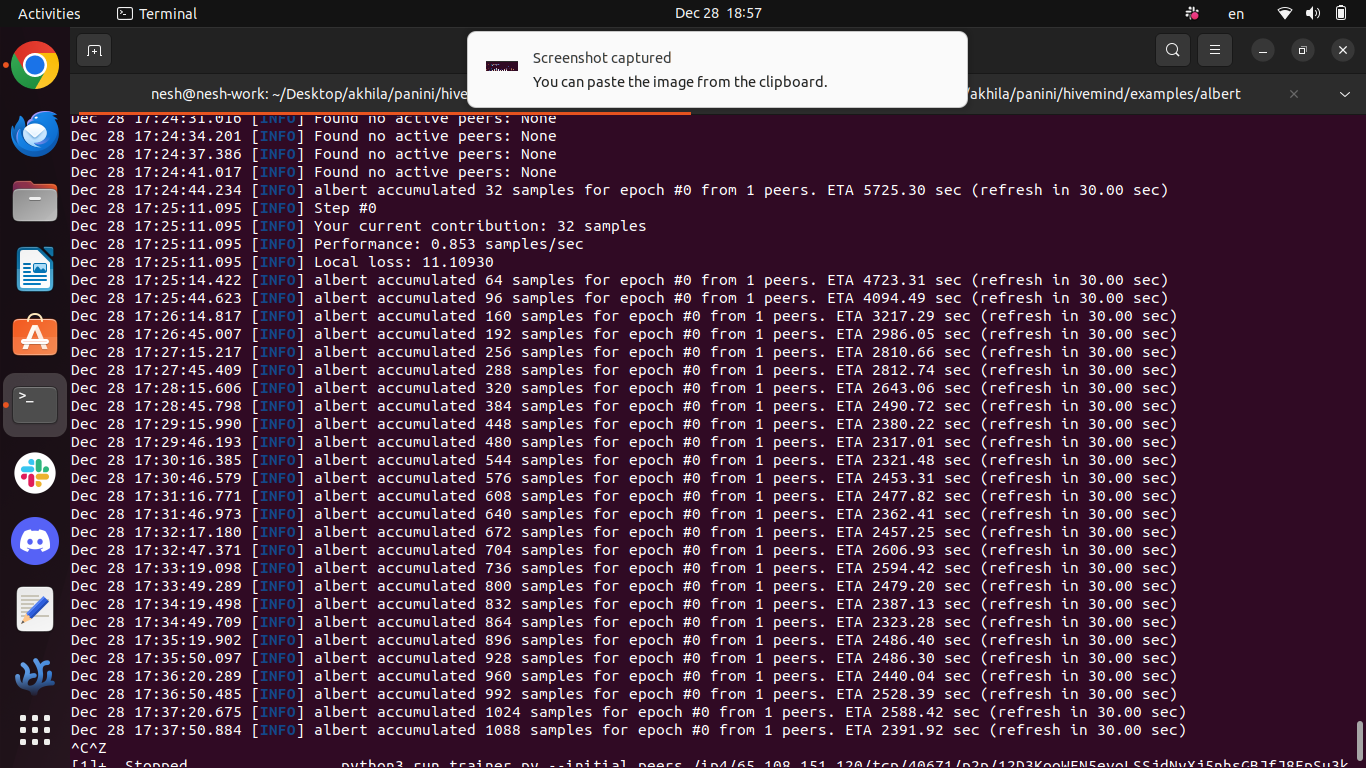 Activities
Terminal
Dec 28 18:57
en
Screenshot captured
You can paste the image from the clipboard.
nesh@nesh-work: ~/Desktop/akhila/panini/hive
/akhila/panini/hivemind/examples/albert
Dec 28 17:24:31.016 [INFO] Found no active peers: None
Dec 28 17:24:34.201 [INFO] Found no active peers: None
Dec 28 17:24:37.386 [INFO] Found no active peers: None
Dec 28 17:24:41.017 [INFO] Found no active peers: None
Dec 28 17:24:44.234 [INFO] albert accumulated 32 samples for epoch #0 from 1 peers. ETA 5725.30 sec (refresh in 30.00 sec)
Dec 28 17:25:11.095 [INFO] Step #0
Dec 28 17:25:11.095 [INFO] Your current contribution: 32 samples
Dec 28 17:25:11.095 [INFO] Performance: 0.853 samples/sec
Dec 28 17:25:11.095 [INFO] Local loss: 11.10930
Dec 28 17:25:14.422 [INFO] albert accumulated 64 samples for epoch #0 from 1 peers. ETA 4723.31 sec (refresh in 30.00 sec)
Dec 28 17:25:44.623 [INFO] albert accumulated 96 samples for epoch #0 from 1 peers. ETA 4094.49 sec (refresh in 30.00 sec)
Dec 28 17:26:14.817 [INFO] albert accumulated 160 samples for epoch #0 from 1 peers. ETA 3217.29 sec (refresh in 30.00 sec)
Dec 28 17:26:45.007 [INFO] albert accumulated 192 samples for epoch #0 from 1 peers. ETA 2986.05 sec (refresh in 30.00 sec)
Dec 28 17:27:15.217 [INFO] albert accumulated 256 samples for epoch #0 from 1 peers. ETA 2810.66 sec (refresh in 30.00 sec)
Dec 28 17:27:45.409 [INFO] albert accumulated 288 samples for epoch #0 from 1 peers. ETA 2812.74 sec (refresh in 30.00 sec)
Dec 28 17:28:15.606 [INFO] albert accumulated 320 samples for epoch #0 from 1 peers. ETA 2643.06 sec (refresh in 30.00 sec)
Dec 28 17:28:45.798 [INFO] albert accumulated 384 samples for epoch #0 from 1 peers. ETA 2490.72 sec (refresh in 30.00 sec)
Dec 28 17:29:15.990 [INFO] albert accumulated 448 samples for epoch #0 from 1 peers. ETA 2380.22 sec (refresh in 30.00 sec)
Dec 28 17:29:46.193 [INFO] albert accumulated 480 samples for epoch #0 from 1 peers. ETA 2317.01 sec (refresh in 30.00 sec)
Dec 28 17:30:16.385 [INFO] albert accumulated 544 samples for epoch #0 from 1 peers. ETA 2321.48 sec (refresh in 30.00 sec)
Dec 28 17:30:46.579 [INFO] albert accumulated 576 samples for epoch #0 from 1 peers. ETA 2453.31 sec (refresh in 30.00 sec)
Dec 28 17:31:16.771 [INFO] albert accumulated 608 samples for epoch #0 from 1 peers. ETA 2477.82 sec (refresh in 30.00 sec)
Dec 28 17:31:46.973 [INFO] albert accumulated 640 samples for epoch #0 from 1 peers. ETA 2362.41 sec (refresh in 30.00 sec)
Dec 28 17:32:17.180 [INFO] albert accumulated 672 samples for epoch #0 from 1 peers. ETA 2457.25 sec (refresh in 30.00 sec)
Dec 28 17:32:47.371 [INFO] albert accumulated 704 samples for epoch #0 from 1 peers. ETA 2606.93 sec (refresh in 30.00 sec)
Dec 28 17:33:19.098 [INFO] albert accumulated 736 samples for epoch #0 from 1 peers. ETA 2594.42 sec (refresh in 30.00 sec)
Dec 28 17:33:49.289 [INFO] albert accumulated 800 samples for epoch #0 from 1 peers. ETA 2479.20 sec (refresh in 30.00 sec)
Dec 28 17:34:19.498 [INFO] albert accumulated 832 samples for epoch #0 from 1 peers. ETA 2387.13 sec (refresh in 30.00 sec)
Dec 28 17:34:49.709 [INFO] albert accumulated 864 samples for epoch #0 from 1 peers. ETA 2323.28 sec (refresh in 30.00 sec)
Dec 28 17:35:19.902 [INFO] albert accumulated 896 samples for epoch #0 from 1 peers. ETA 2486.40 sec (refresh in 30.00 sec)
Dec 28 17:35:50.097 [INFO] albert accumulated 928 samples for epoch #0 from 1 peers. ETA 2486.30 sec (refresh in 30.00 sec)
Dec 28 17:36:20.289 [INFO] albert accumulated 960 samples for epoch #0 from 1 peers. ETA 2440.04 sec (refresh in 30.00 sec)
Dec 28 17:36:50.485 [INFO] albert accumulated 992 samples for epoch #0 from 1 peers. ETA 2528.39 sec (refresh in 30.00 sec)
Dec 28 17:37:20.675 [INFO] albert accumulated 1024 samples for epoch #0 from 1 peers. ETA 2588.42 sec (refresh in 30.00 sec)
Dec 28 17:37:50.884 [INFO] albert accumulated 1088 samples for epoch #0 from 1 peers. ETA 2391.92 sec (refresh in 30.00 sec)
^C^Z
[1]+ Stopped python3 run_trainer.py --initial_peers